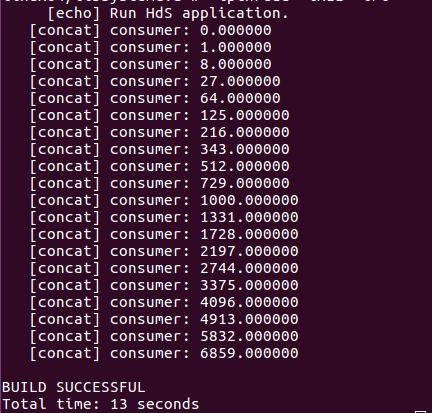 [echo] Run HdS application.
[concat] consumer: 0.000000
[concat] consumer: 1.000000
[concat] consumer: 8.000000
[concat] consumer: 27.000000
[concat] consumer: 64.000000
[concat] consumer: 125.000000
[concat] consumer: 216.000000
[concat] consumer: 343.000000
[concat] consumer: 512.000000
[concat] consumer: 729.000000
[concat] consumer: 1000.000000
[concat] consumer: 1331.000000
[concat] consumer: 1728.000000
[concat] consumer: 2197.000000
[concat] consumer: 2744.000000
[concat] consumer: 3375.000000
[concat] consumer: 4096.000000
[concat] consumer: 4913.000000
[concat] consumer: 5832.000000
[concat] consumer: 6859.000000
BUILD SUCCESSFUL
Total time: 13 seconds